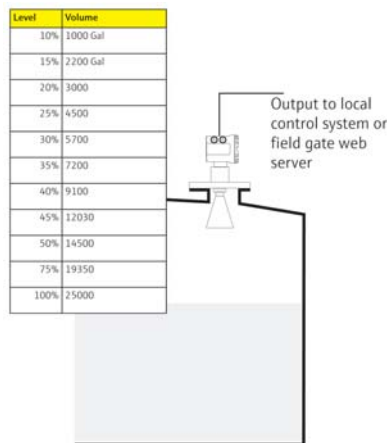 Level Volume
10% 1000 Gal
15% 2200 Gal
20% 3000
25% 4500
30% 5700
35% 7200
40% 9100
45% 12030
50% 14500
75% 19350
100% 25000
Output to local
control system or
field gate web
server